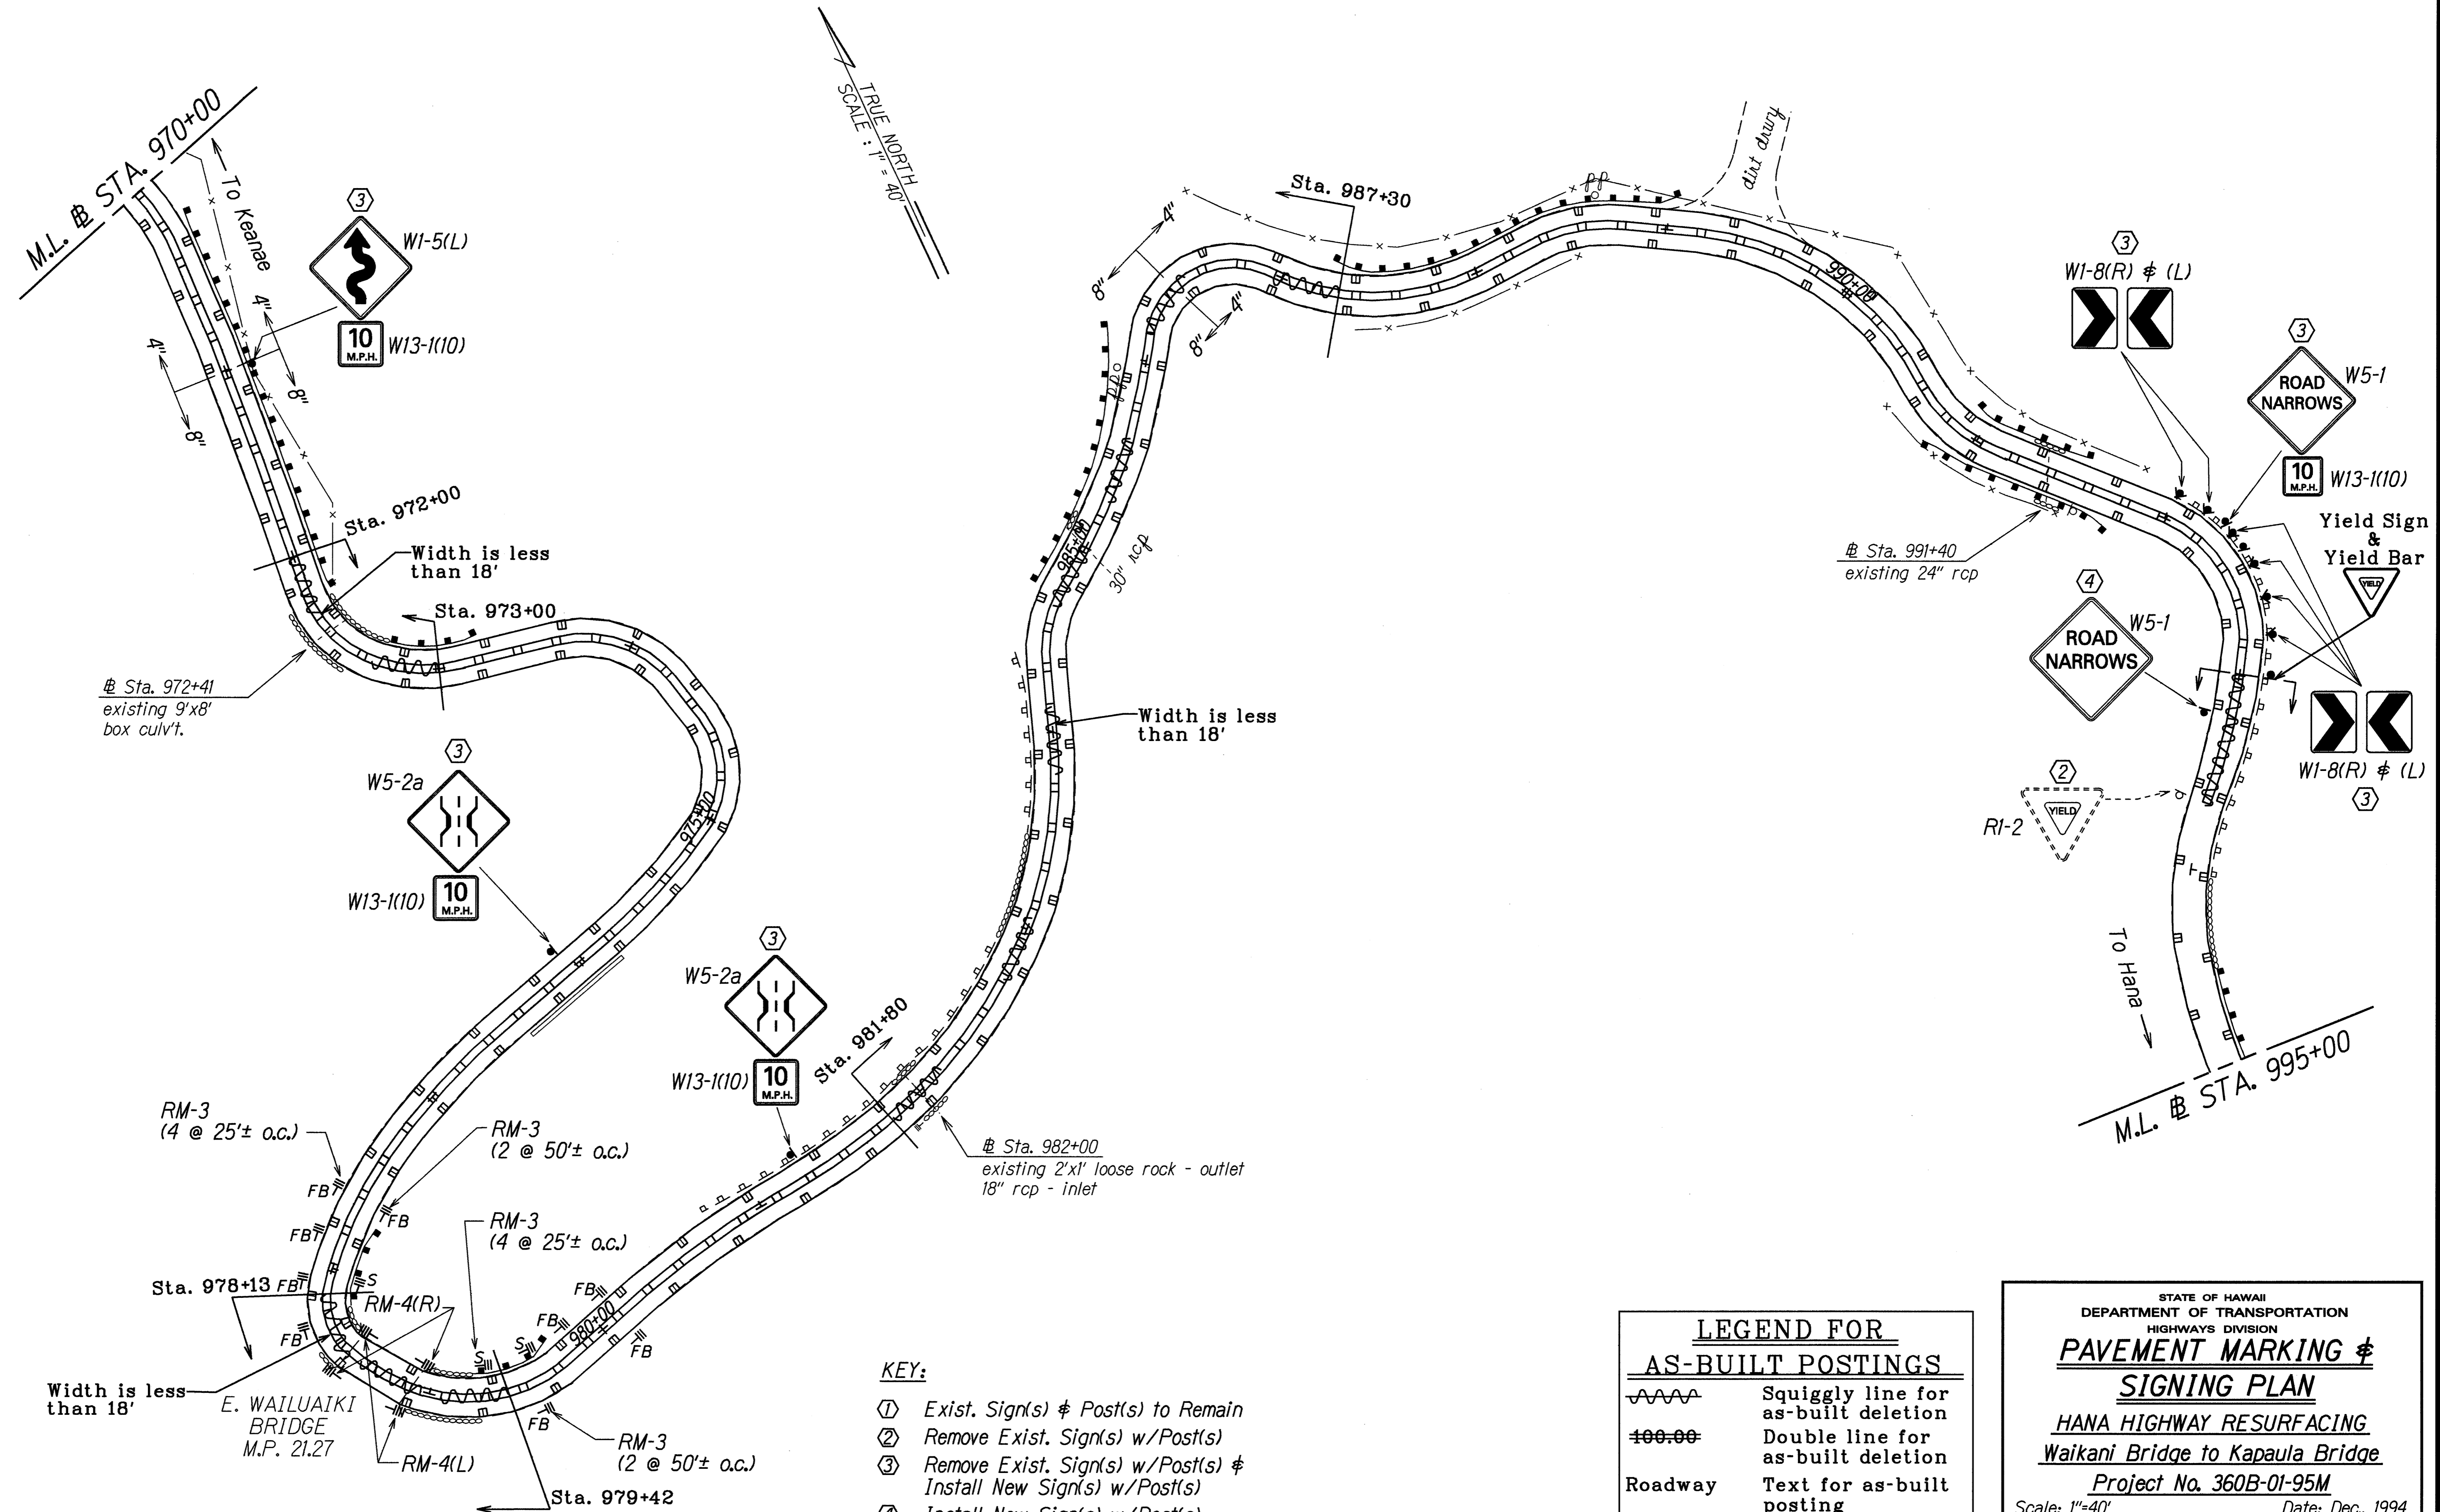 M.L. ⅊ STA. 970+00
To Keanae
4"
8"
4"
8"
3
W1-5(L)
10
M.P.H.
W13-1(10)
TRUE NORTH
SCALE : 1" = 40'
Sta. 972+00
Width is less
than 18'
Sta. 973+00
Sta. 972+41
existing 9'x8'
box culv't.
3
W5-2a
10
M.P.H.
W13-1(10)
975+00
RM-3
(4 @ 25'± o.c.)
RM-3
(2 @ 50'± o.c.)
FB
FB
FB
FB
FB
S
Sta. 978+13
RM-4(R)
RM-3
(4 @ 25'± o.c.)
Width is less
than 18'
E. WAILUAIKI
BRIDGE
M.P. 21.27
RM-4(L)
S
S
FB
FB
980+00
FB
FB
RM-3
(2 @ 50'± o.c.)
Sta. 979+42
3
W5-2a
10
M.P.H.
W13-1(10)
Sta. 981+80
Sta. 982+00
existing 2'x1' loose rock - outlet
18" rcp - inlet
Width is less
than 18'
985+00
30" rcp
pp
8"
4"
8"
4"
Sta. 987+30
pp
dirt drwy
990+00
Sta. 991+40
existing 24" rcp
p
3
W1-8(R) & (L)
3
ROAD
NARROWS
W5-1
10
M.P.H.
W13-1(10)
Yield Sign
&
Yield Bar
YIELD
4
ROAD
NARROWS
W5-1
W1-8(R) & (L)
3
2
YIELD
R1-2
To Hana
M.L. ⅊ STA. 995+00
KEY:
1 Exist. Sign(s) & Post(s) to Remain
2 Remove Exist. Sign(s) w/Post(s)
3 Remove Exist. Sign(s) w/Post(s) &
Install New Sign(s) w/Post(s)
4 Install New Sign(s) w/Post(s)
LEGEND FOR
AS-BUILT POSTINGS
Squiggly line for
as-built deletion
100.00 Double line for
as-built deletion
Roadway Text for as-built
posting
STATE OF HAWAII
DEPARTMENT OF TRANSPORTATION
HIGHWAYS DIVISION
PAVEMENT MARKING &
SIGNING PLAN
HANA HIGHWAY RESURFACING
Waikani Bridge to Kapaula Bridge
Project No. 360B-01-95M
Scale: 1"=40' Date: Dec., 1994